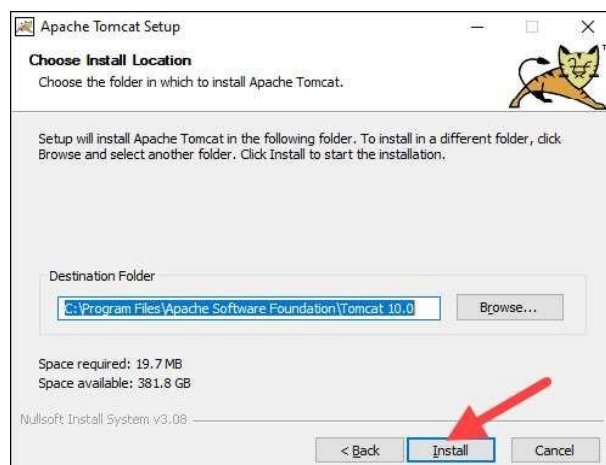 Apache Tomcat Setup
Choose Install Location
Choose the folder in which to install Apache Tomcat.
TM
Setup will install Apache Tomcat in the following folder. To install in a different folder, click
Browse and select another folder. Click Install to start the installation.
Destination Folder
C:\Program Files\Apache Software Foundation\Tomcat 10.0
Browse...
Space required: 19.7 MB
Space available: 381.8 GB
Nullsoft Install System v3.08
< Back
Install
Cancel